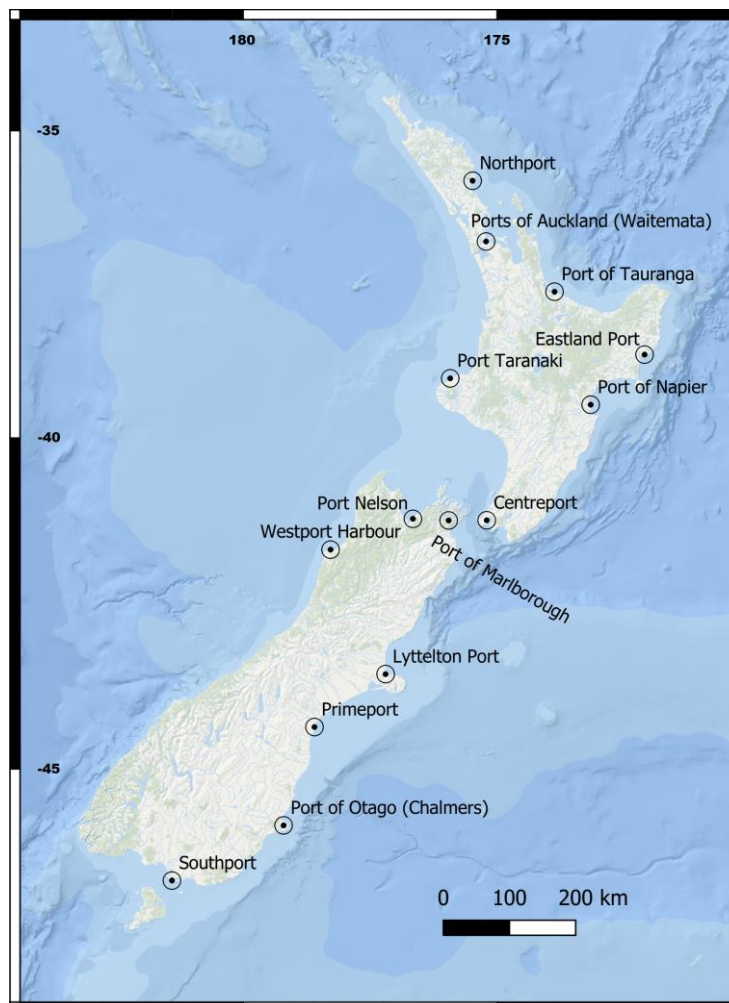 180 175
-35
Northport
Ports of Auckland (Waitemata)
Port of Tauranga
Eastland Port
Port Taranaki
Port of Napier
-40
Port Nelson
Centreport
Westport Harbour
Port of Marlborough
Lyttelton Port
Primeport
-45
Port of Otago (Chalmers)
Southport
0 100 200 km